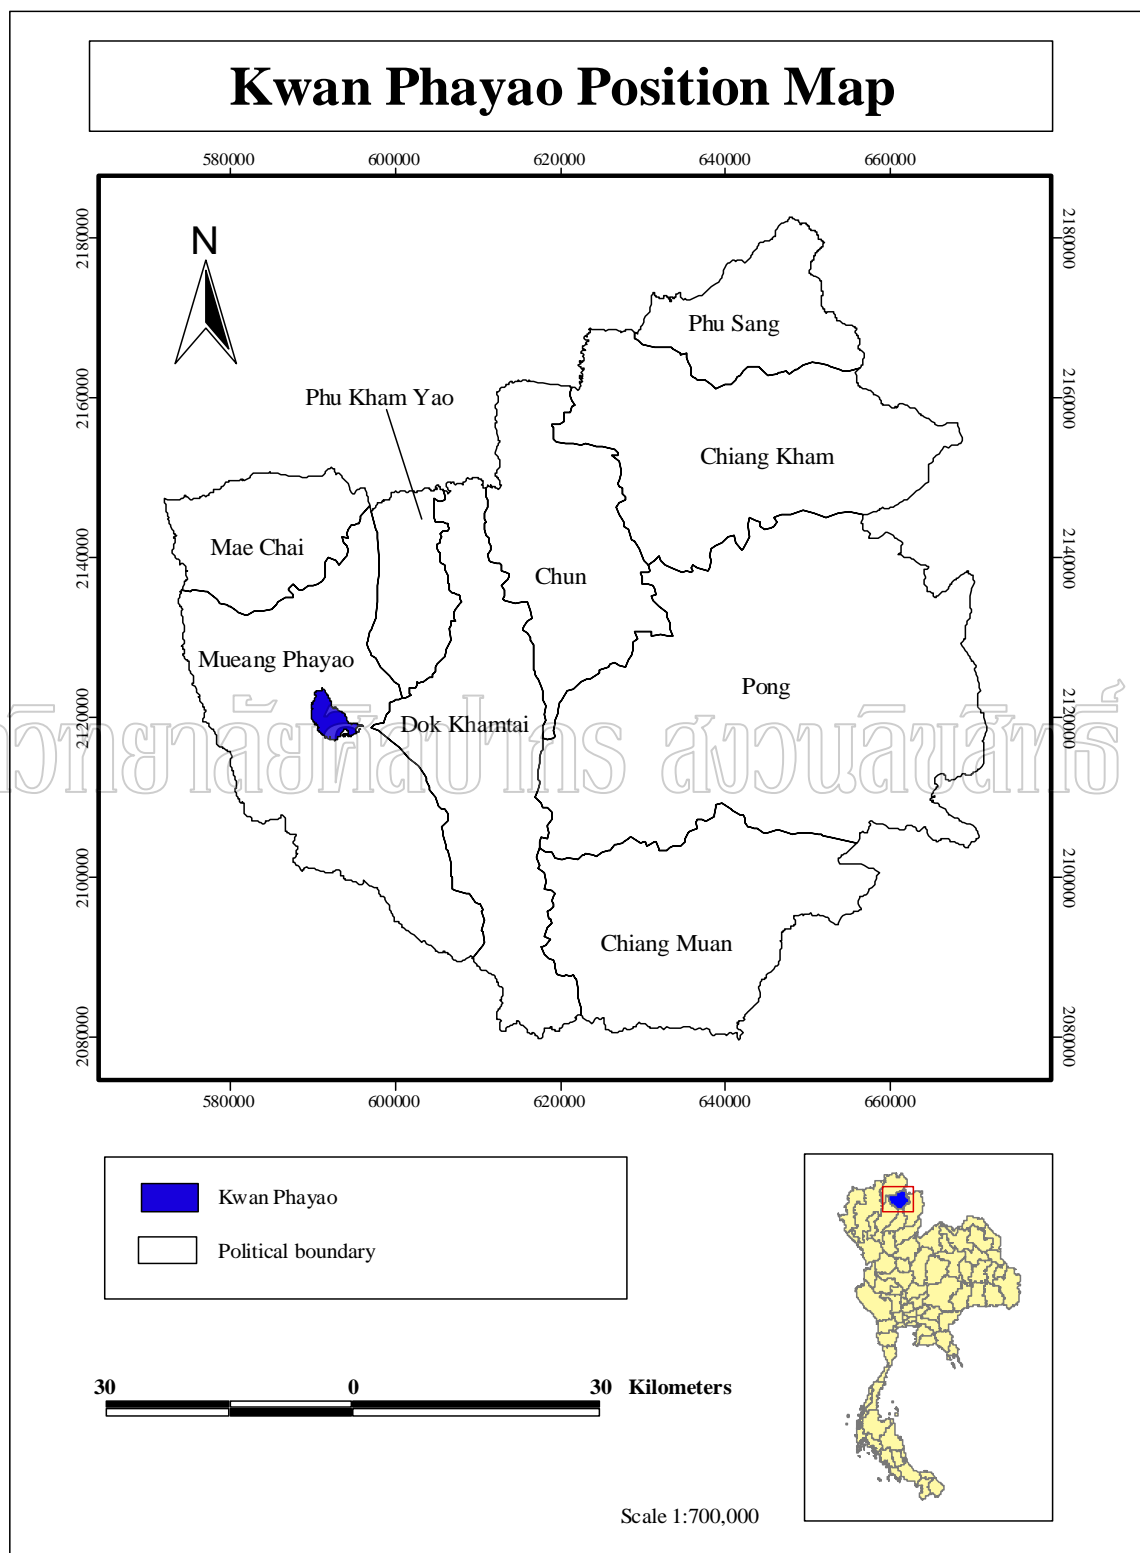 Kwan Phayao Position Map
580000 600000 620000 640000 660000
2180000 2180000
N
Phu Sang
2160000 2160000
Phu Kham Yao
Chiang Kham
Mae Chai
2140000 2140000
Chun
Mueang Phayao
Pong
2120000 2120000
Dok Khamtai
วิทยาลัยศิลปากร สงวนลิขสิทธิ์
2100000 2100000
Chiang Muan
2080000 2080000
580000 600000 620000 640000 660000
Kwan Phayao
Political boundary
30 0 30 Kilometers
Scale 1:700,000